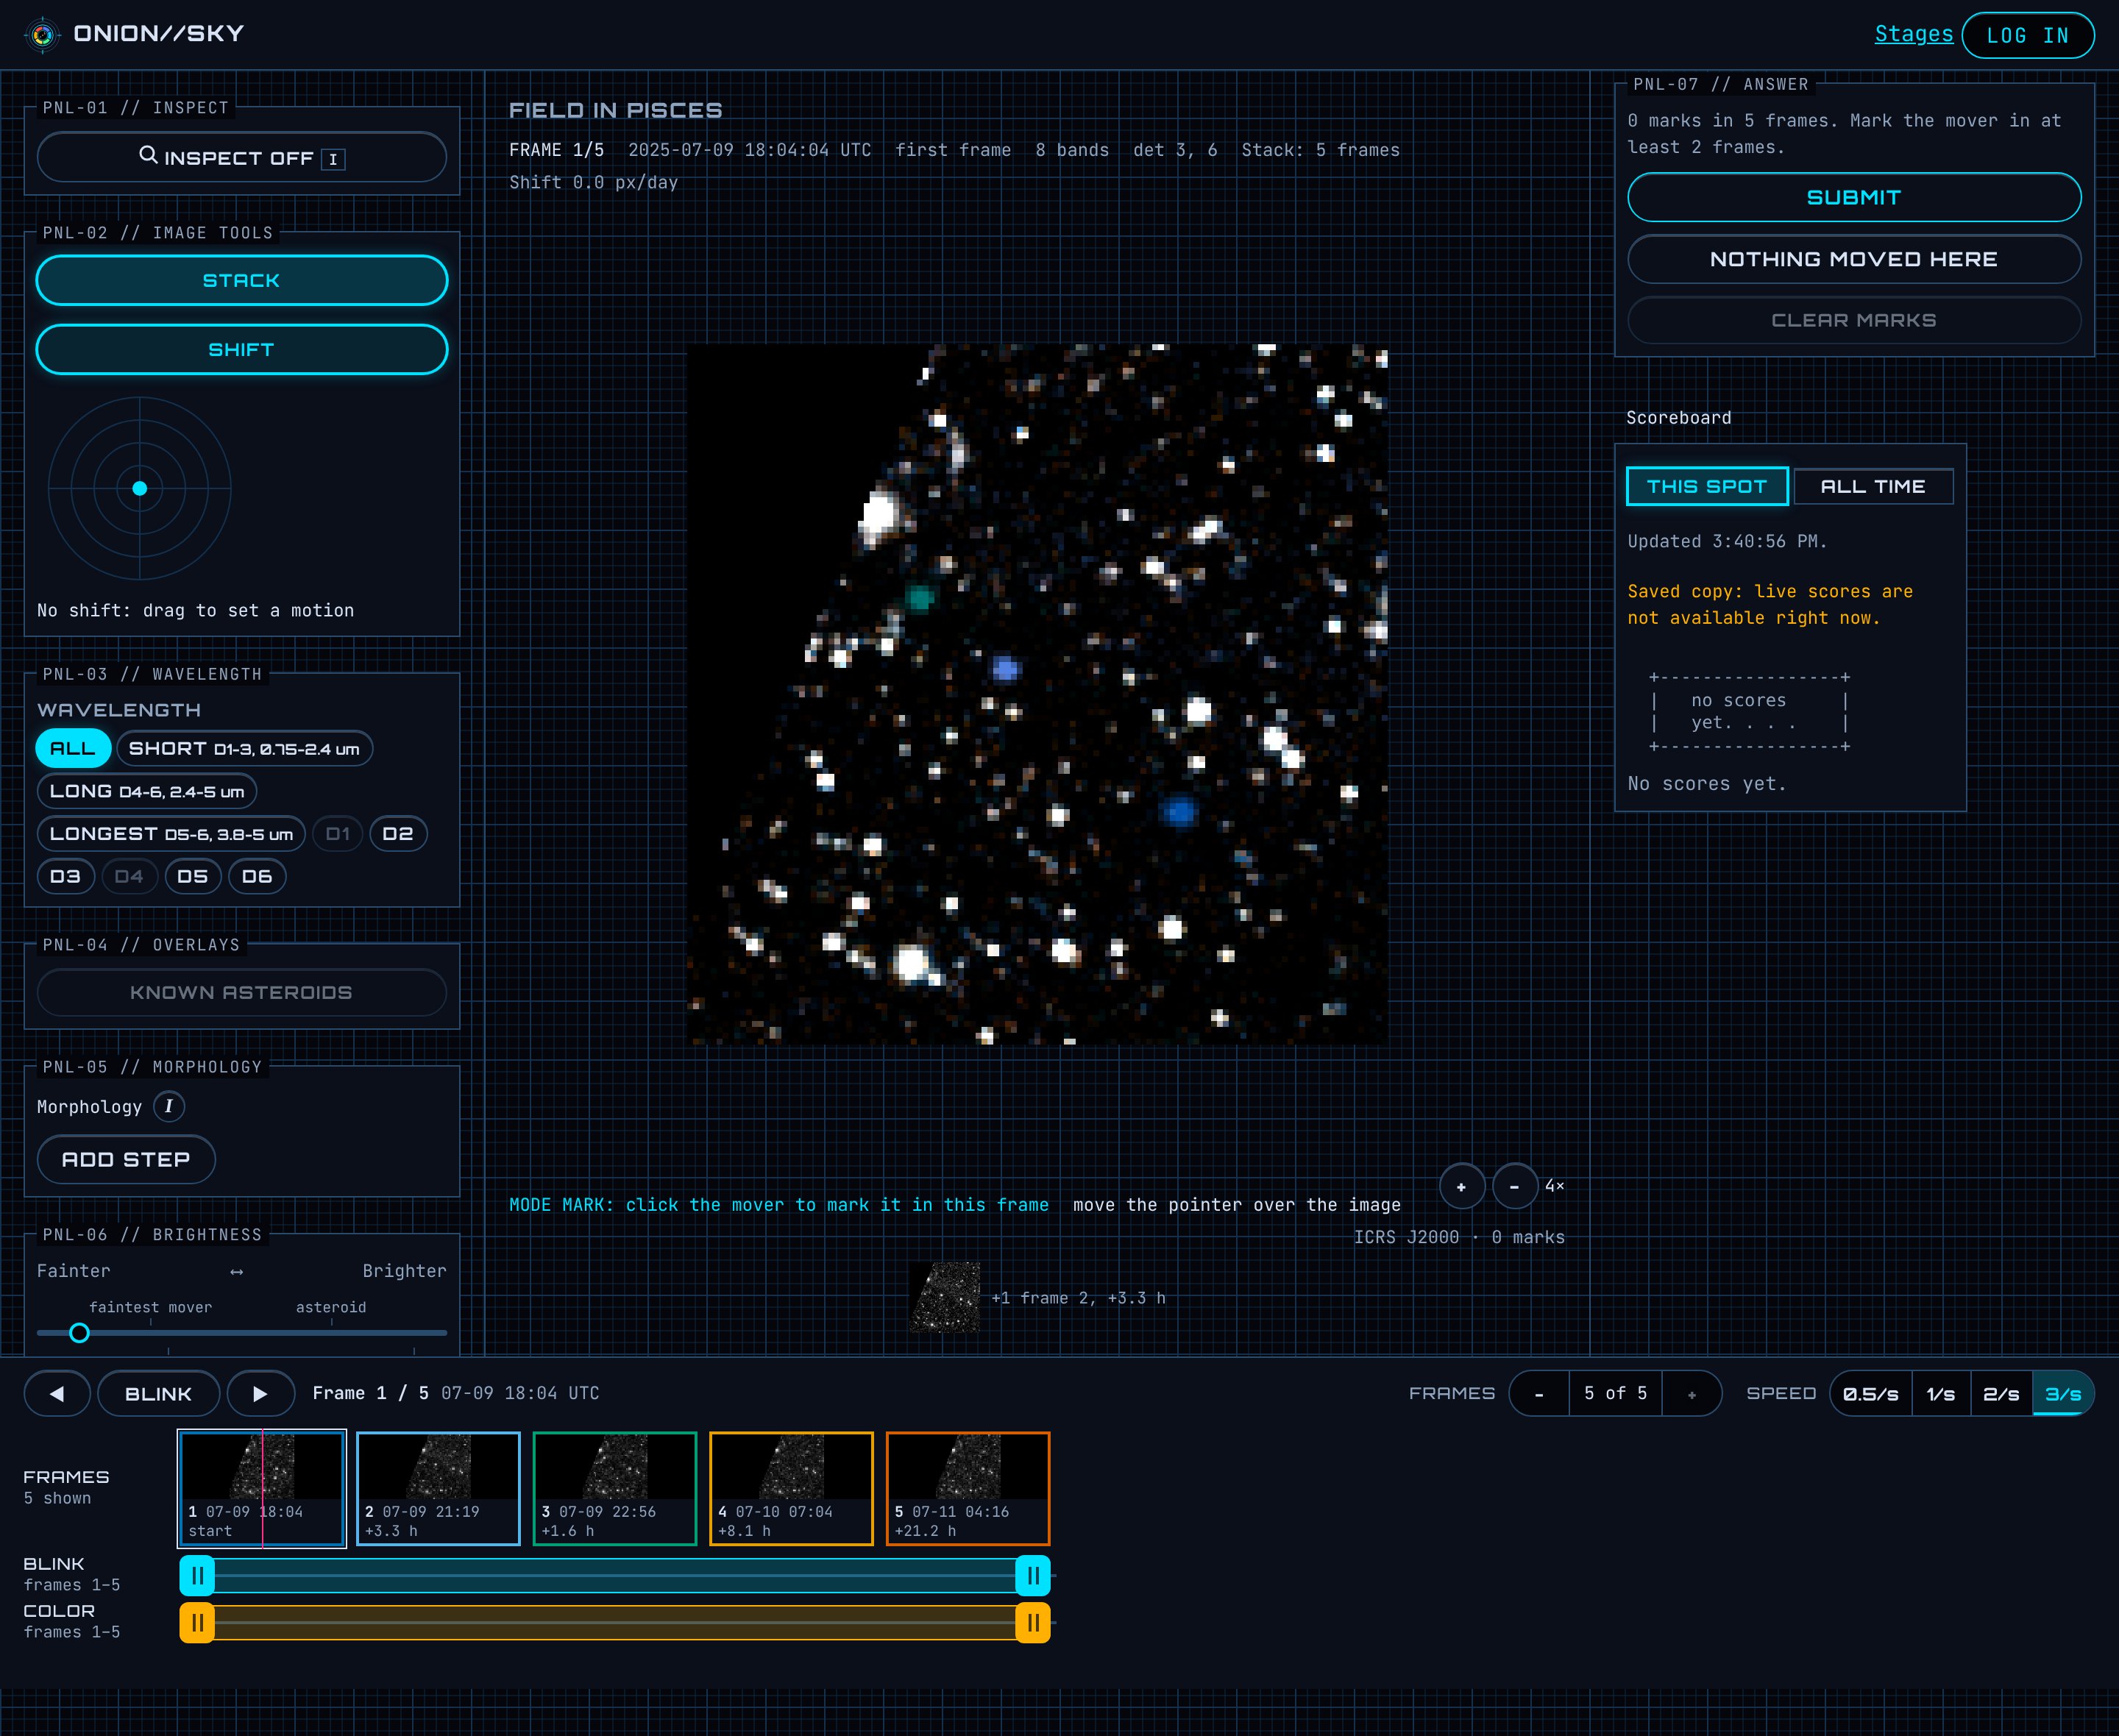 ONION//SKY
Stages
LOG IN
PNL-01 // INSPECT
INSPECT OFF I
PNL-02 // IMAGE TOOLS
STACK
SHIFT
No shift: drag to set a motion
PNL-03 // WAVELENGTH
WAVELENGTH
ALL
SHORT D1-3, 0.75-2.4 um
LONG D4-6, 2.4-5 um
LONGEST D5-6, 3.8-5 um
D1
D2
D3
D4
D5
D6
PNL-04 // OVERLAYS
KNOWN ASTEROIDS
PNL-05 // MORPHOLOGY
Morphology I
ADD STEP
PNL-06 // BRIGHTNESS
Fainter ↔ Brighter
faintest mover asteroid
FIELD IN PISCES
FRAME 1/5 2025-07-09 18:04:04 UTC first frame 8 bands det 3, 6 Stack: 5 frames
Shift 0.0 px/day
MODE MARK: click the mover to mark it in this frame move the pointer over the image
+ - 4×
ICRS J2000 · 0 marks
+1 frame 2, +3.3 h
PNL-07 // ANSWER
0 marks in 5 frames. Mark the mover in at
least 2 frames.
SUBMIT
NOTHING MOVED HERE
CLEAR MARKS
Scoreboard
THIS SPOT
ALL TIME
Updated 3:40:56 PM.
Saved copy: live scores are
not available right now.
+-----------------+
| no scores |
| yet. . . . |
+-----------------+
No scores yet.
◀ BLINK ▶ Frame 1 / 5 07-09 18:04 UTC
FRAMES - 5 of 5 +
SPEED 0.5/s 1/s 2/s 3/s
FRAMES
5 shown
1 07-09 18:04
start
2 07-09 21:19
+3.3 h
3 07-09 22:56
+1.6 h
4 07-10 07:04
+8.1 h
5 07-11 04:16
+21.2 h
BLINK
frames 1-5
COLOR
frames 1-5